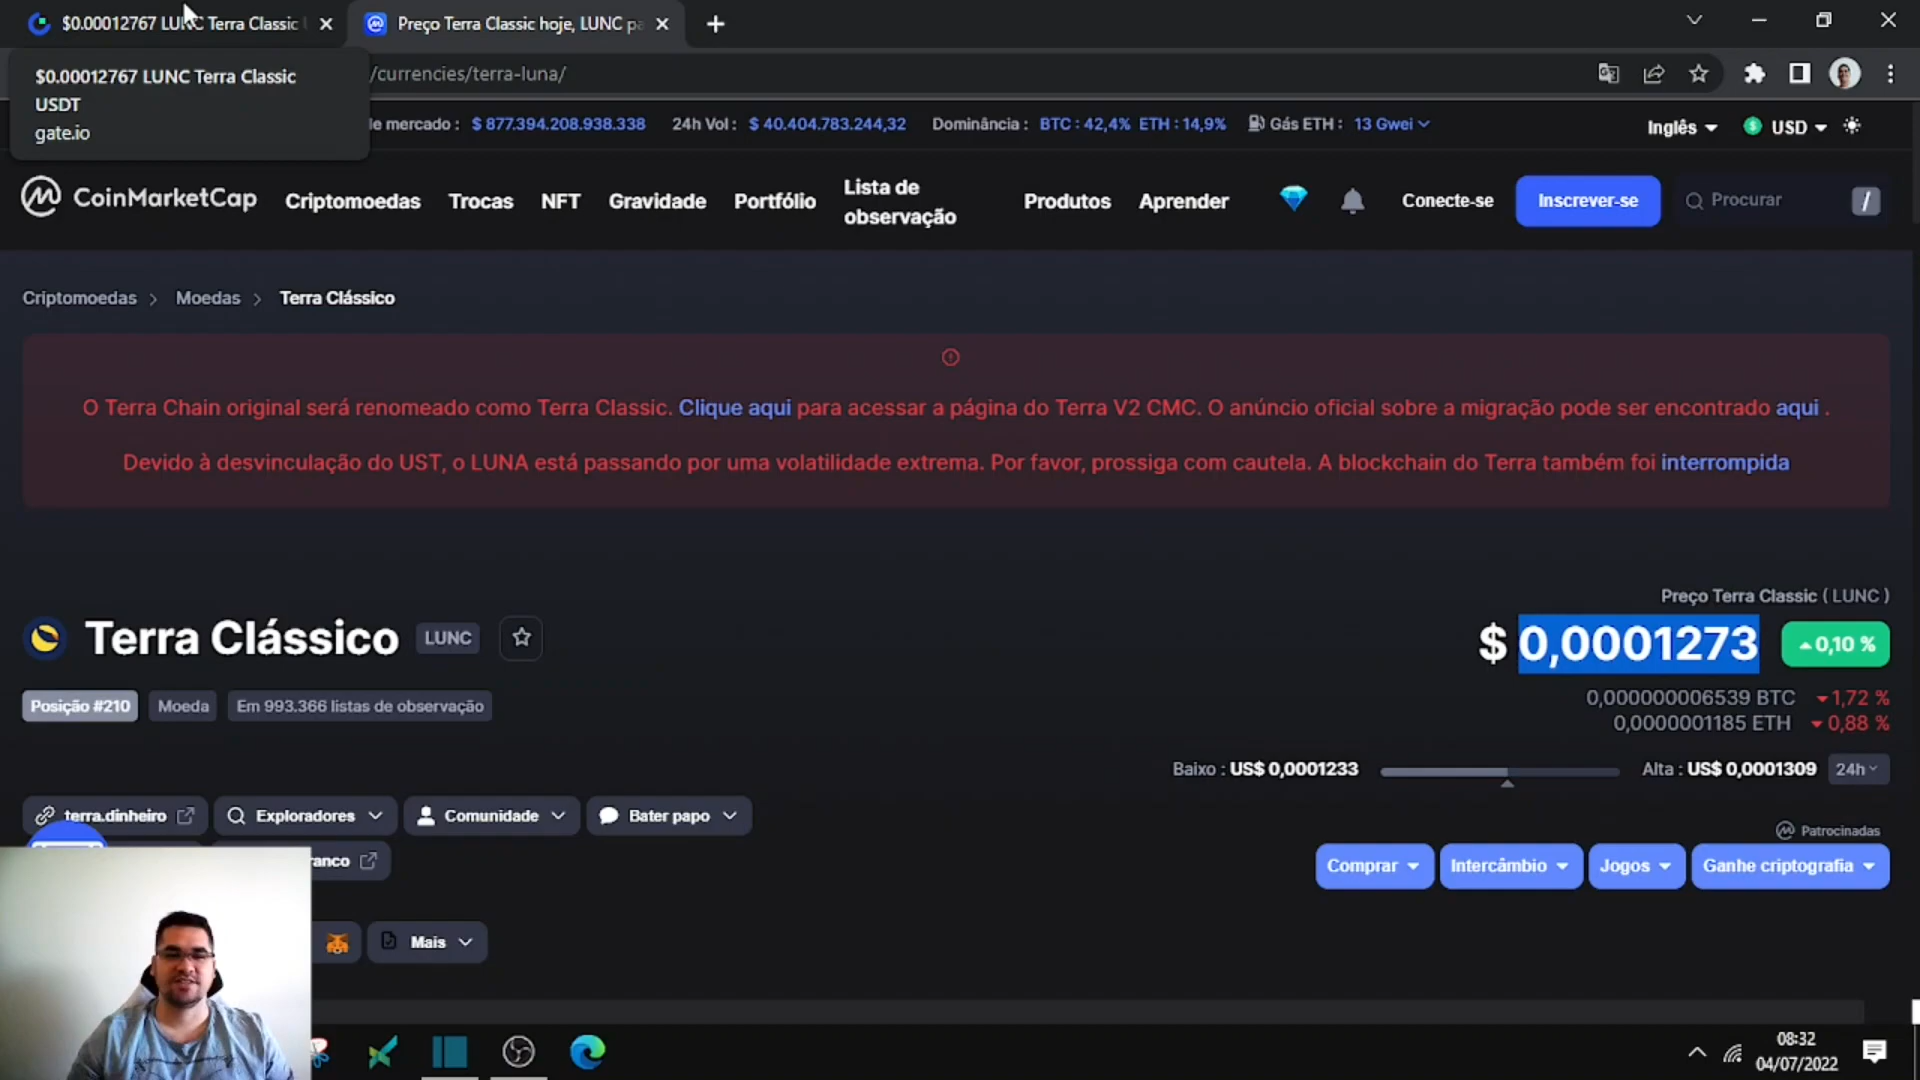 $0.00012767 LUNC Terra Classic
Preço Terra Classic hoje, LUNC pa
$0.00012767 LUNC Terra Classic
USDT
gate.io
/currencies/terra-luna/
le mercado : $ 877.394.208.938.338 24h Vol : $ 40.404.783.244,32 Dominância : BTC : 42,4% ETH : 14,9% Gás ETH : 13 Gwei
Inglês USD
CoinMarketCap
Criptomoedas Trocas NFT Gravidade Portfólio Lista de observação Produtos Aprender Conecte-se Inscrever-se Procurar /
Criptomoedas > Moedas > Terra Clássico
O Terra Chain original será renomeado como Terra Classic. Clique aqui para acessar a página do Terra V2 CMC. O anúncio oficial sobre a migração pode ser encontrado aqui .
Devido à desvinculação do UST, o LUNA está passando por uma volatilidade extrema. Por favor, prossiga com cautela. A blockchain do Terra também foi interrompida
Preço Terra Classic ( LUNC )
Terra Clássico LUNC
$ 0,0001273 0,10 %
Posição #210 Moeda Em 993.366 listas de observação
0,000000006539 BTC 1,72 %
0,0000001185 ETH 0,88 %
Baixo : US$ 0,0001233 Alta : US$ 0,0001309 24h
terra.dinheiro Exploradores Comunidade Bater papo
Patrocinadas
ranco
Comprar Intercâmbio Jogos Ganhe criptografia
Mais
08:32
04/07/2022